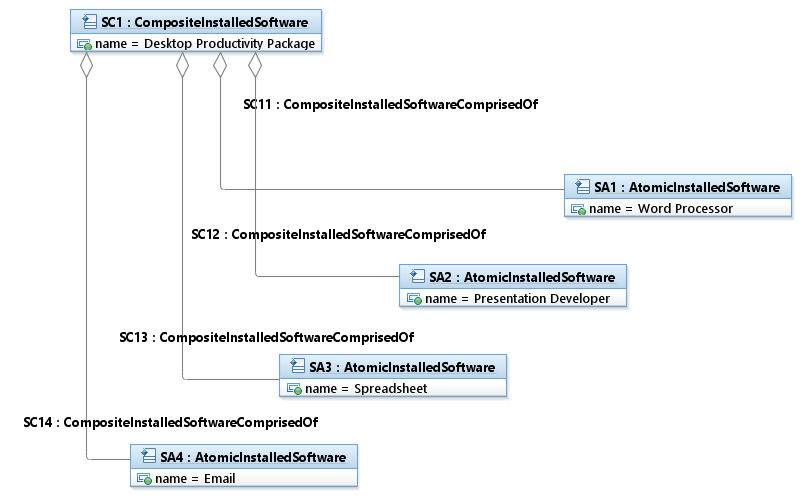 SC1 : CompositeInstalledSoftware
name = Desktop Productivity Package
SC11 : CompositeInstalledSoftwareComprisedOf
SA1 : AtomicInstalledSoftware
name = Word Processor
SC12 : CompositeInstalledSoftwareComprisedOf
SA2 : AtomicInstalledSoftware
name = Presentation Developer
SC13 : CompositeInstalledSoftwareComprisedOf
SA3 : AtomicInstalledSoftware
name = Spreadsheet
SC14 : CompositeInstalledSoftwareComprisedOf
SA4 : AtomicInstalledSoftware
name = Email